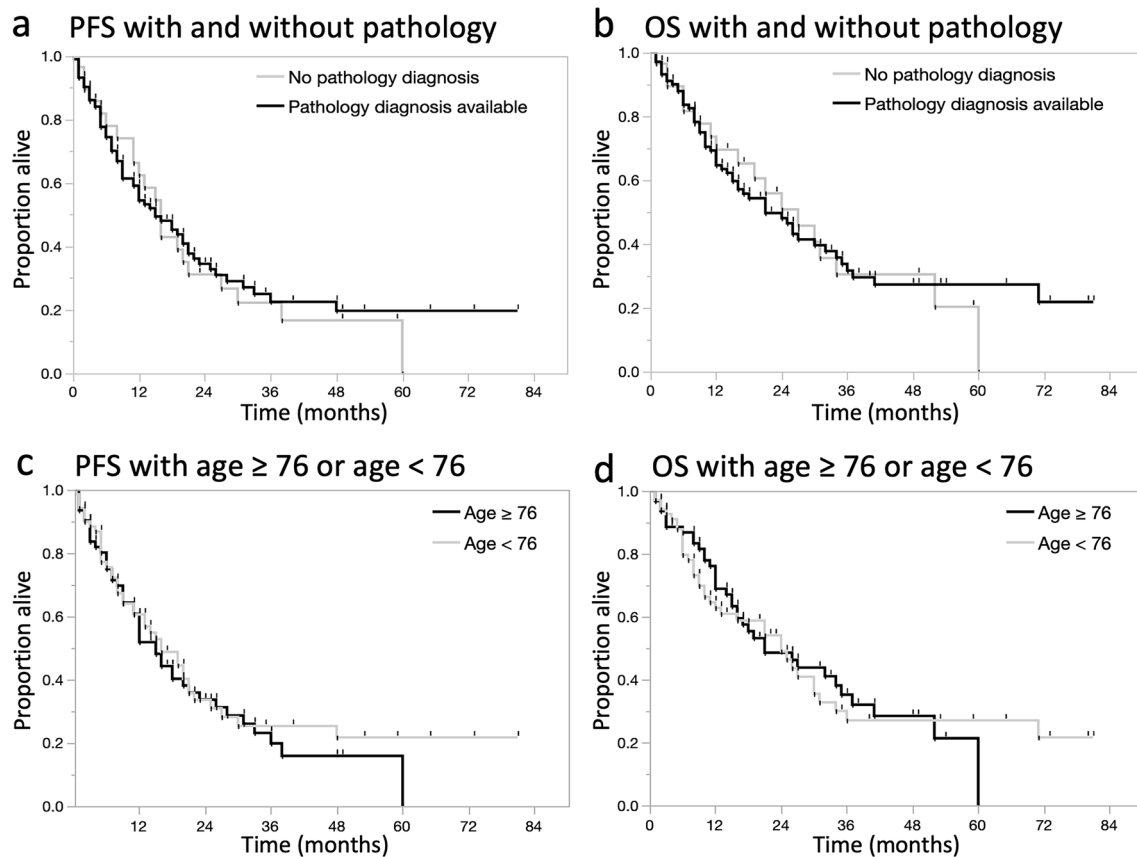 a PFS with and without pathology
1.0
0.8
0.6
0.4
0.2
0.0
Proportion alive
No pathology diagnosis
Pathology diagnosis available
0 12 24 36 48 60 72 84
Time (months)
b OS with and without pathology
1.0
0.8
0.6
0.4
0.2
0.0
Proportion alive
No pathology diagnosis
Pathology diagnosis available
0 12 24 36 48 60 72 84
Time (months)
c PFS with age ≥ 76 or age < 76
1.0
0.8
0.6
0.4
0.2
0.0
Proportion alive
Age ≥ 76
Age < 76
12 24 36 48 60 72 84
Time (months)
d OS with age ≥ 76 or age < 76
1.0
0.8
0.6
0.4
0.2
0.0
Proportion alive
Age ≥ 76
Age < 76
0 12 24 36 48 60 72 84
Time (months)